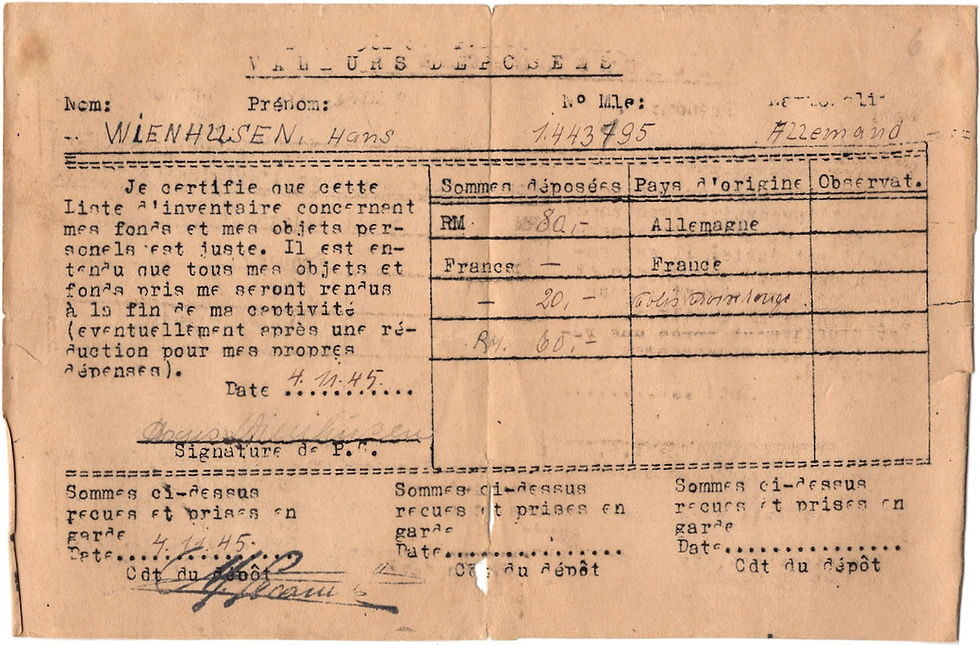 VALEURS DEPOSEES 6
Nom: Prénom: Nº Mle:
WIENHUSEN, Hans 1443795 Allemand
Je certifie que cette
Liste d'inventaire concernant
mes fonds et mes objets per-
sonels est juste. Il est en-
tendu que tous mes objets et
fonds pris me seront rendus
à la fin de ma captivité
(eventuellement après une ré-
duction pour mes propres
dépenses).
Date 4.11.45.
Signature de P.G.
Sommes déposées Pays d'origine Observat.
RM 80,- Allemagne
Francs — France
— 20,-
RM. 60,-
Sommes ci-dessus
reçues et prises en
garde
Date 4.11.45.
Cdt du dépôt
Sommes ci-dessus
reçues et prises en
garde
Date
Cdt du dépôt
Sommes ci-dessus
reçues et prises en
garde
Date
Cdt du dépôt